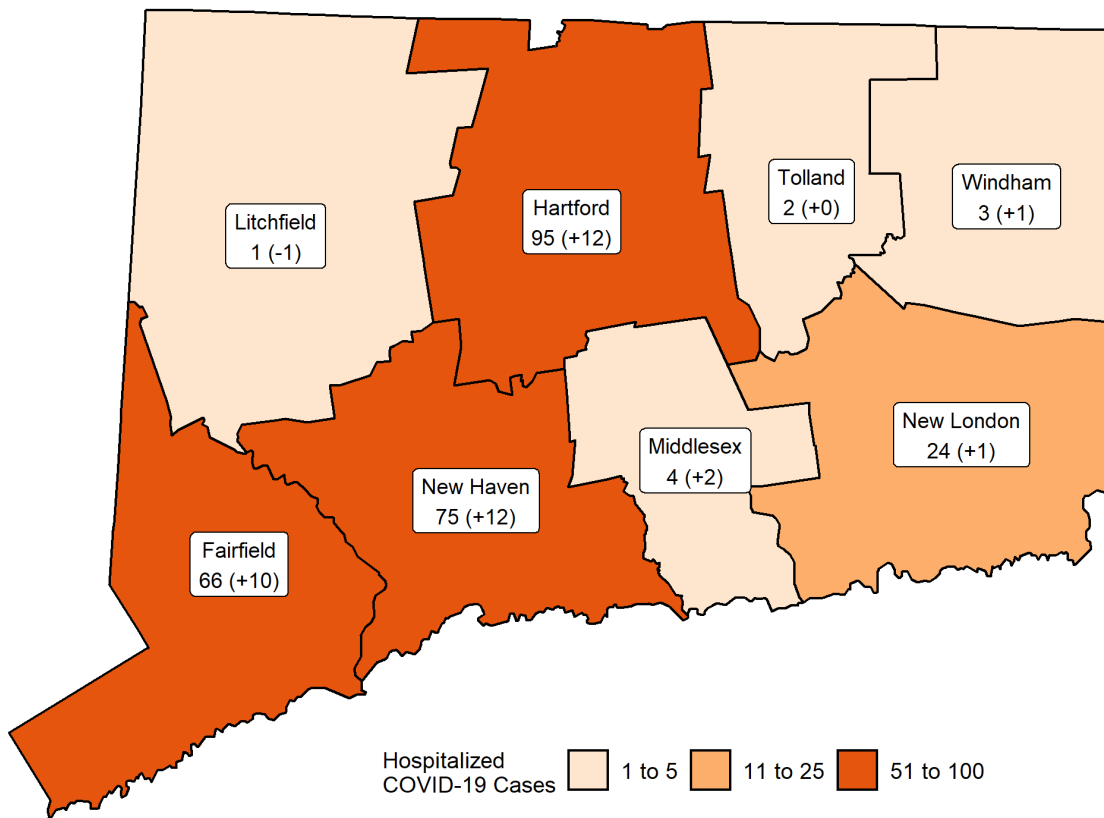 Litchfield
1 (-1)
Hartford
95 (+12)
Tolland
2 (+0)
Windham
3 (+1)
Fairfield
66 (+10)
New Haven
75 (+12)
Middlesex
4 (+2)
New London
24 (+1)
Hospitalized
COVID-19 Cases
1 to 5
11 to 25
51 to 100